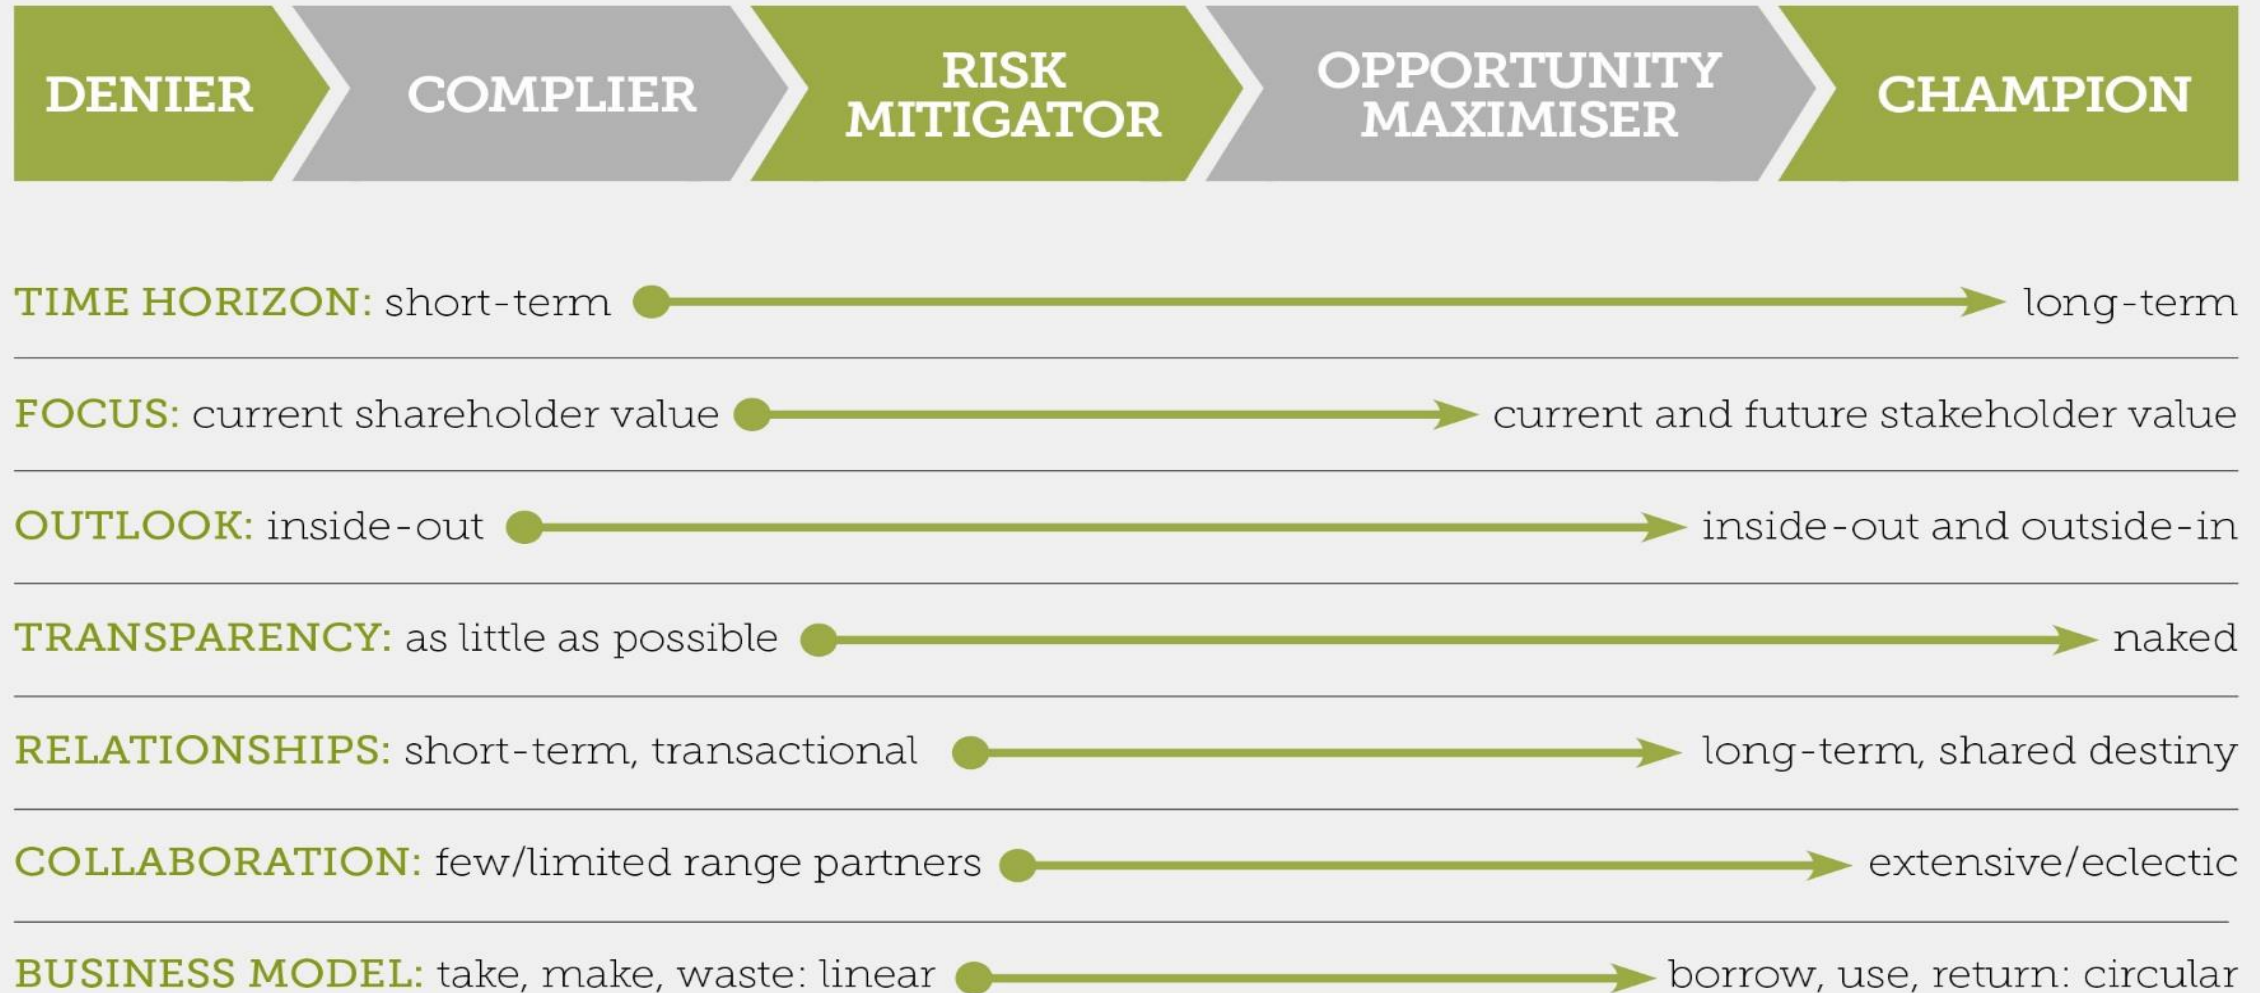 DENIER
COMPLIER
RISK
MITIGATOR
OPPORTUNITY
MAXIMISER
CHAMPION
TIME HORIZON: short-term long-term
FOCUS: current shareholder value current and future stakeholder value
OUTLOOK: inside-out inside-out and outside-in
TRANSPARENCY: as little as possible naked
RELATIONSHIPS: short-term, transactional long-term, shared destiny
COLLABORATION: few/limited range partners extensive/eclectic
BUSINESS MODEL: take, make, waste: linear borrow, use, return: circular